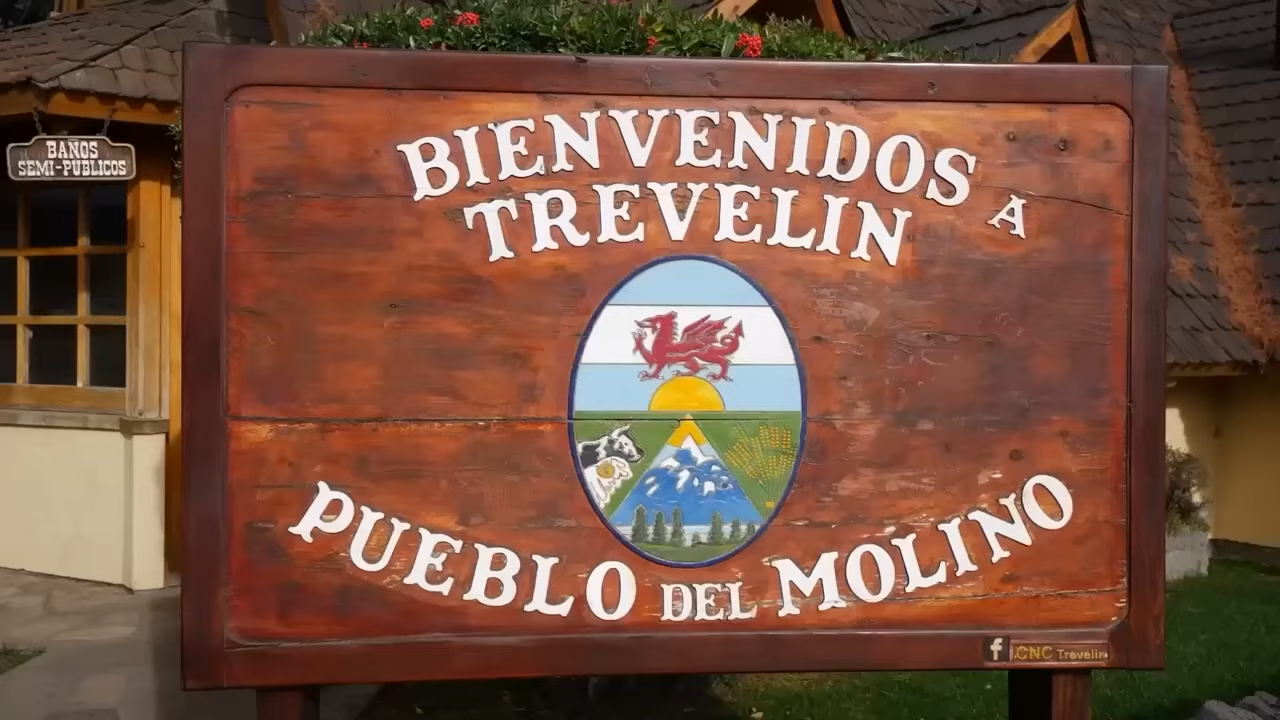 BAÑOS
SEMI-PUBLICOS
BIENVENIDOS A
TREVELIN
PUEBLO DEL MOLINO
f CNC Trevelin